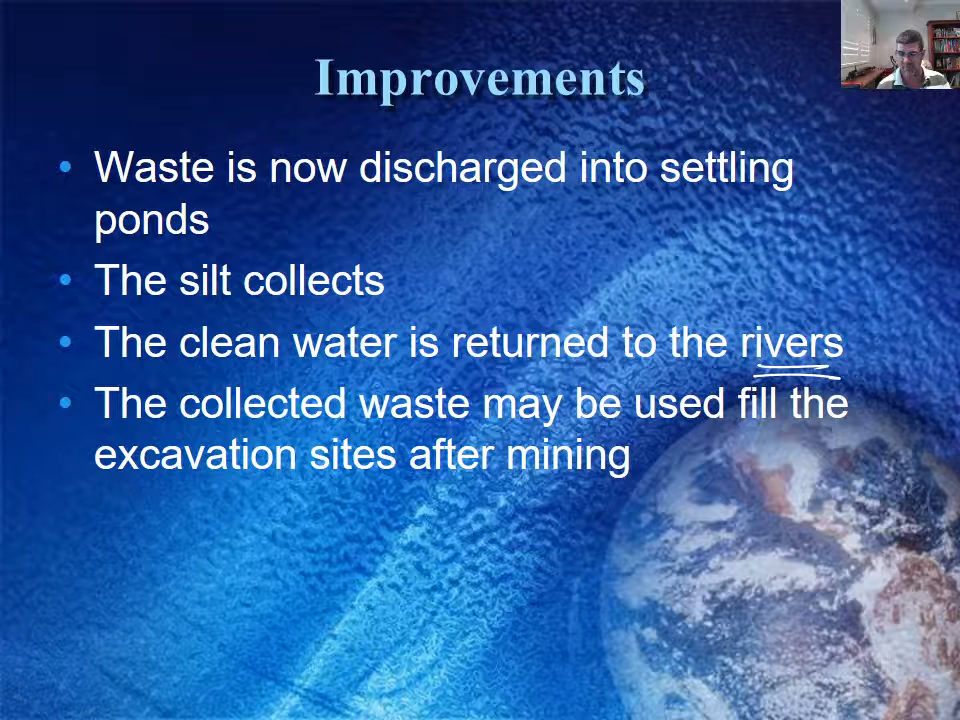 Improvements
• Waste is now discharged into settling
ponds
• The silt collects
• The clean water is returned to the rivers
• The collected waste may be used fill the
excavation sites after mining